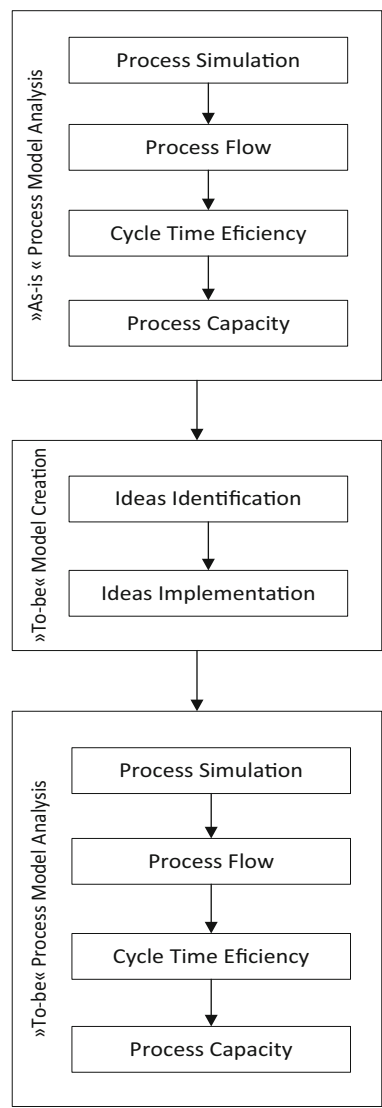 »As-is « Process Model Analysis
Process Simulation
Process Flow
Cycle Time Eficiency
Process Capacity
»To-be« Model Creation
Ideas Identification
Ideas Implementation
»To-be« Process Model Analysis
Process Simulation
Process Flow
Cycle Time Eficiency
Process Capacity